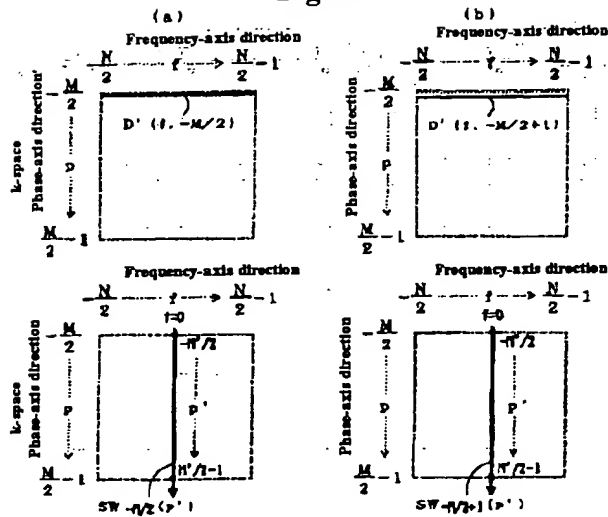 (a)
Frequency-axis direction
-N/2 f N/2 -1
-M/2
D' (f, -M/2)
k-space
Phase-axis direction
p
M/2 -1
Frequency-axis direction
-N/2 f N/2 -1
f=0
-M/2
-M'/2
k-space
Phase-axis direction
p
p'
M'/2-1
M/2 -1
SW -M/2 (p')
(b)
Frequency-axis direction
-N/2 f N/2 -1
-M/2
D' (f, -M/2+1)
Phase-axis direction
p
M/2 -1
Frequency-axis direction
-N/2 f N/2 -1
f=0
-M/2
-M'/2
Phase-axis direction
p
p'
M'/2-1
M/2 -1
SW -M/2+1 (p')